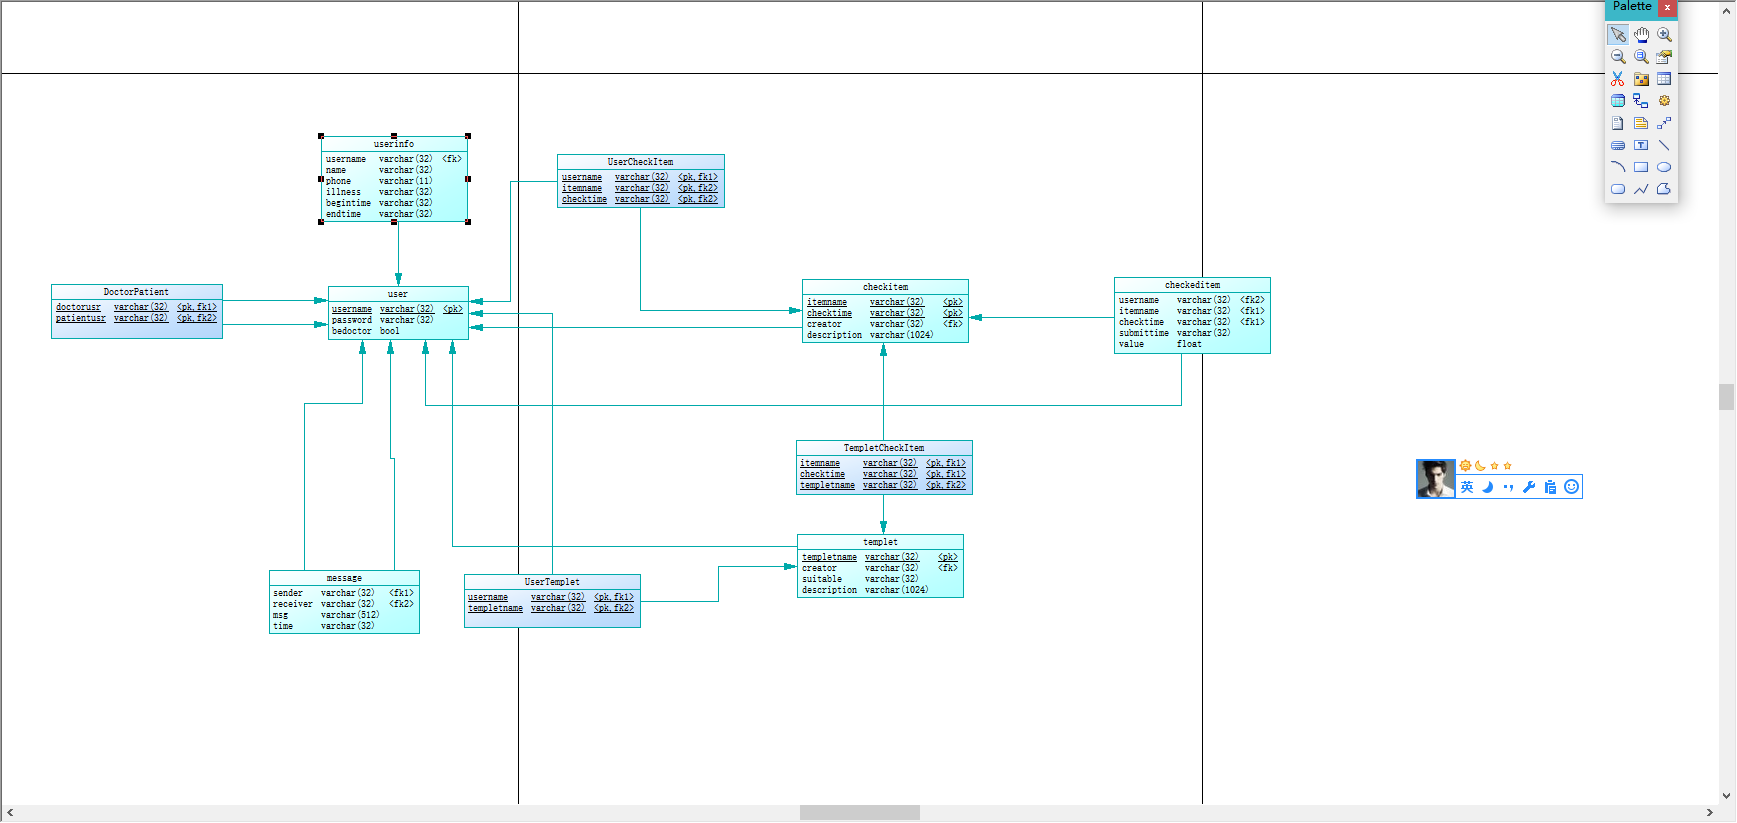 Palette
x
userinfo
username varchar(32) <fk>
name varchar(32)
phone varchar(11)
illness varchar(32)
begintime varchar(32)
endtime varchar(32)
UserCheckItem
username varchar(32) <pk,fk1>
itemname varchar(32) <pk,fk2>
checktime varchar(32) <pk,fk2>
DoctorPatient
doctorusr varchar(32) <pk,fk1>
patientusr varchar(32) <pk,fk2>
user
username varchar(32) <pk>
password varchar(32)
bedoctor bool
checkitem
itemname varchar(32) <pk>
checktime varchar(32) <pk>
creator varchar(32) <fk>
description varchar(1024)
checkeditem
username varchar(32) <fk2>
itemname varchar(32) <fk1>
checktime varchar(32) <fk1>
submittime varchar(32)
value float
TempletCheckItem
itemname varchar(32) <pk,fk1>
checktime varchar(32) <pk,fk1>
templetname varchar(32) <pk,fk2>
英
templet
templetname varchar(32) <pk>
creator varchar(32) <fk>
suitable varchar(32)
description varchar(1024)
message
sender varchar(32) <fk1>
receiver varchar(32) <fk2>
msg varchar(512)
time varchar(32)
UserTemplet
username varchar(32) <pk,fk1>
templetname varchar(32) <pk,fk2>